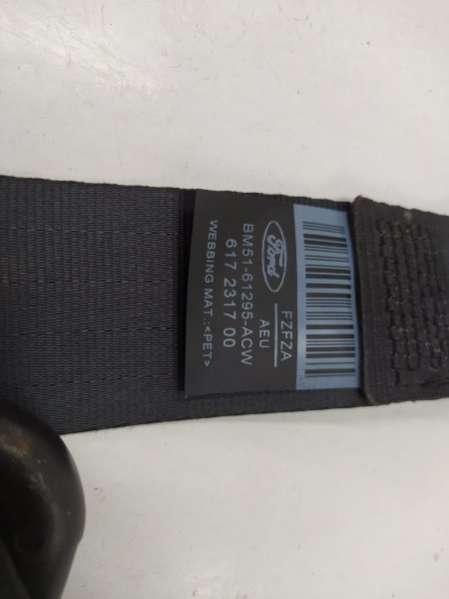 FZFZA
AEU
Ford
BM51-61295-ACW
617 2317 00
WEBBING MAT.:<PET>